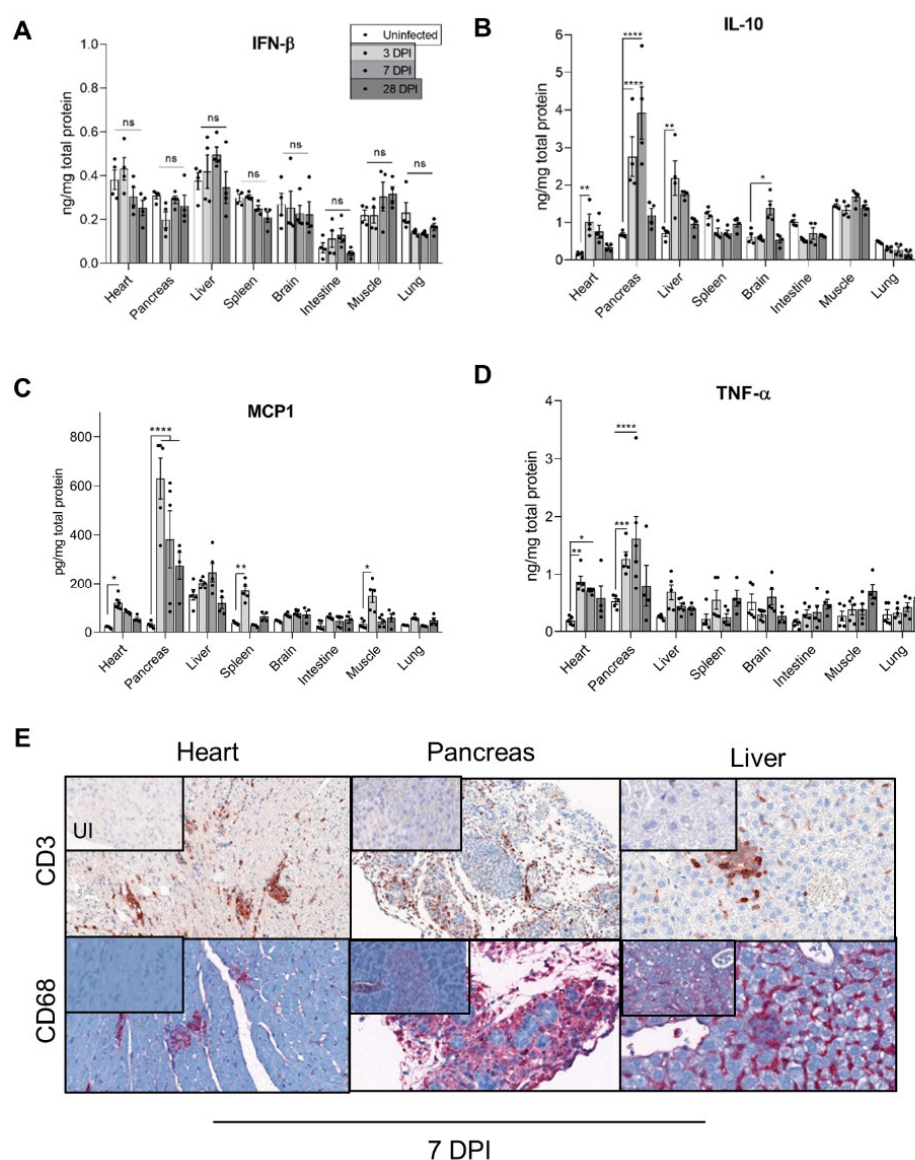 A
IFN-β
Uninfected
3 DPI
7 DPI
28 DPI
ng/mg total protein
1.0
0.8
0.6
0.4
0.2
0.0
ns
ns
ns
ns
ns
ns
ns
ns
Heart
Pancreas
Liver
Spleen
Brain
Intestine
Muscle
Lung
B
IL-10
ng/mg total protein
6
5
4
3
2
1
0
**
****
****
**
*
Heart
Pancreas
Liver
Spleen
Brain
Intestine
Muscle
Lung
C
MCP1
pg/mg total protein
800
600
400
200
0
*
****
**
*
Heart
Pancreas
Liver
Spleen
Brain
Intestine
Muscle
Lung
D
TNF-α
ng/mg total protein
4
3
2
1
0
*
**
****
***
Heart
Pancreas
Liver
Spleen
Brain
Intestine
Muscle
Lung
E
Heart Pancreas Liver
CD3
UI
CD68
7 DPI